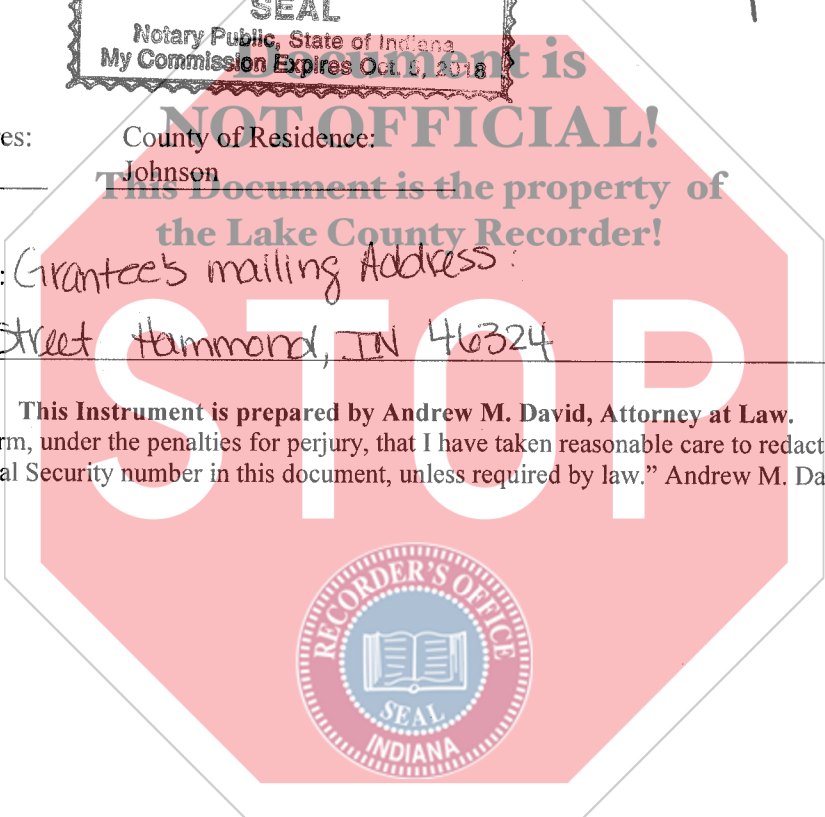 SEAL
Notary Public, State of Indiana
My Commission Expires Oct. 5, 2018
Document is
NOT OFFICIAL!
es:
County of Residence:
Johnson
This Document is the property of
the Lake County Recorder!
: Grantee's mailing Address:
Street Hammond, IN 46324
STOP
This Instrument is prepared by Andrew M. David, Attorney at Law.
rm, under the penalties for perjury, that I have taken reasonable care to redact
al Security number in this document, unless required by law.” Andrew M. Da
RECORDER'S OFFICE
SEAL
INDIANA